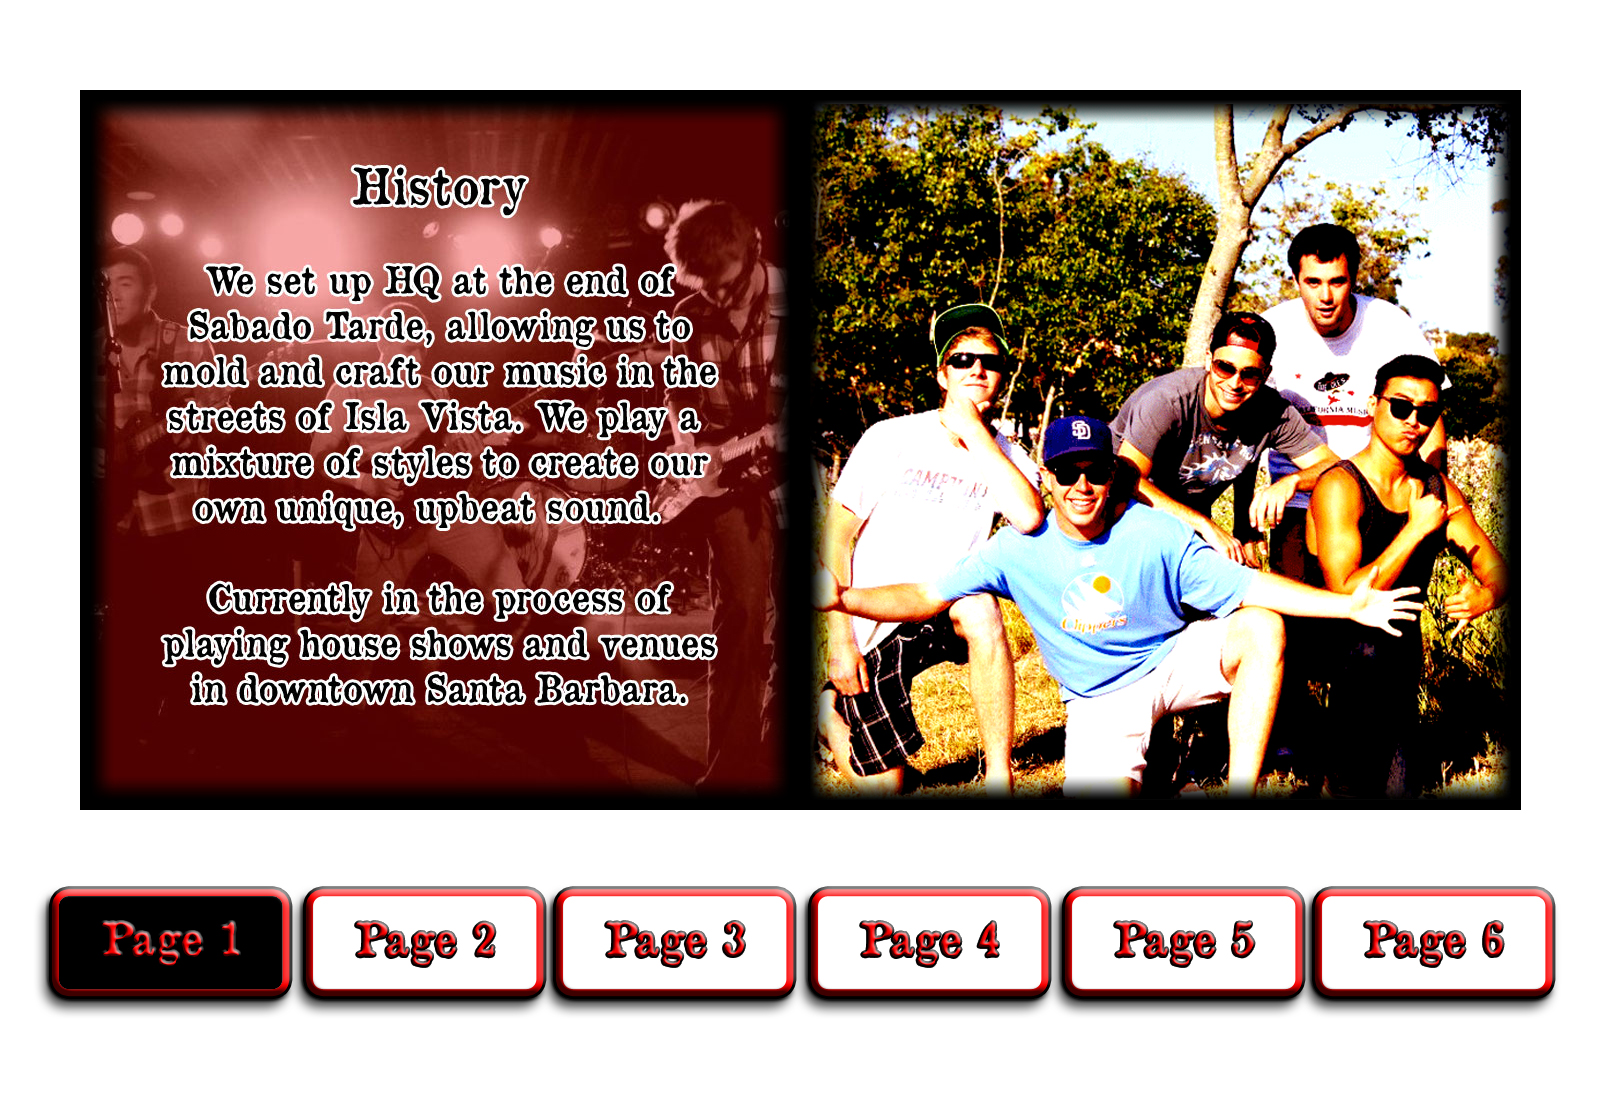 History
We set up HQ at the end of
Sabado Tarde, allowing us to
mold and craft our music in the
streets of Isla Vista. We play a
mixture of styles to create our
own unique, upbeat sound.
Currently in the process of
playing house shows and venues
in downtown Santa Barbara.
SD
Clippers
Page 1
Page 2
Page 3
Page 4
Page 5
Page 6